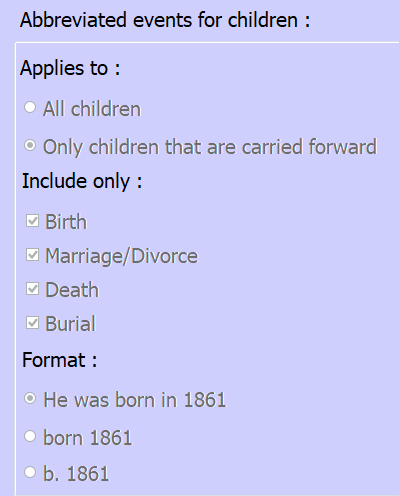 Abbreviated events for children :
Applies to :
All children
Only children that are carried forward
Include only :
Birth
Marriage/Divorce
Death
Burial
Format :
He was born in 1861
born 1861
b. 1861